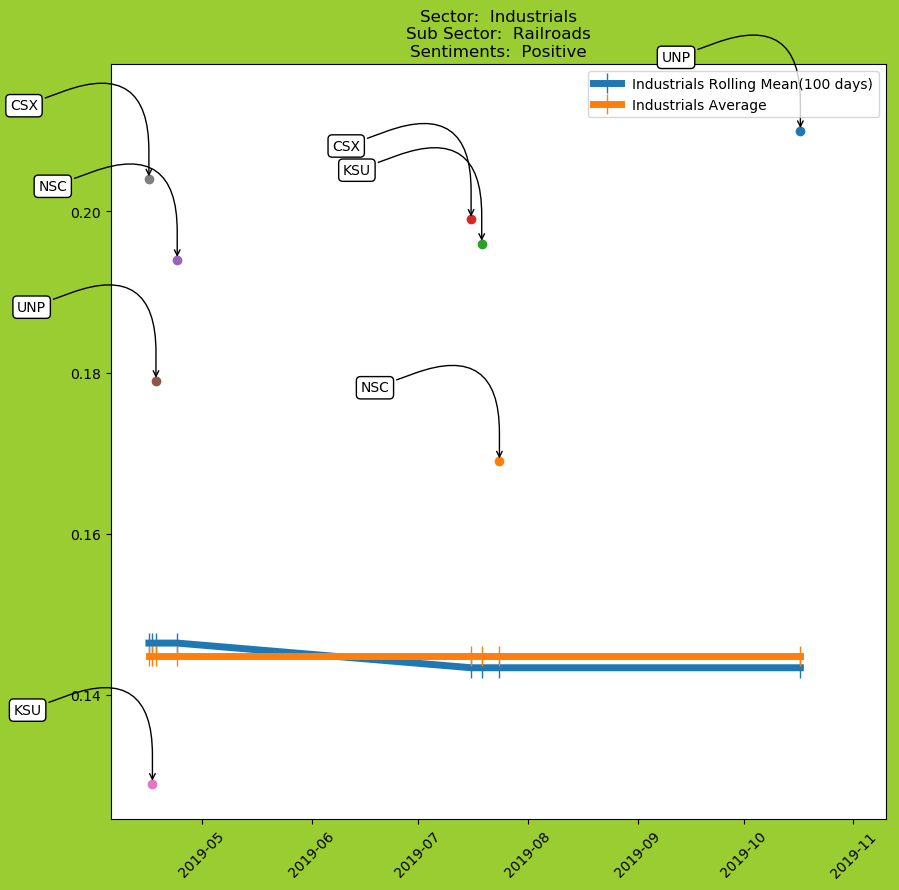 Sector:  Industrials
Sub Sector:  Railroads
Sentiments:  Positive
UNP
Industrials Rolling Mean(100 days)
Industrials Average
CSX
CSX
KSU
NSC
0.20
UNP
0.18
NSC
0.16
0.14
KSU
2019-05
2019-06
2019-07
2019-08
2019-09
2019-10
2019-11